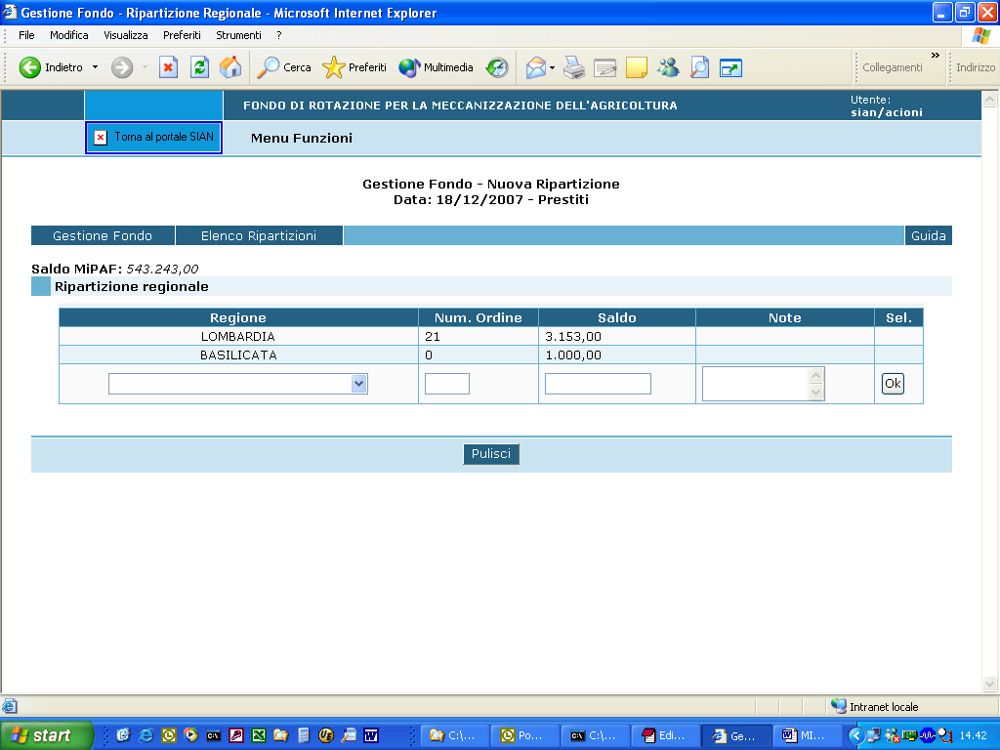 Gestione Fondo - Ripartizione Regionale - Microsoft Internet Explorer
File Modifica Visualizza Preferiti Strumenti ?
Indietro Cerca Preferiti Multimedia Collegamenti » Indirizzo
FONDO DI ROTAZIONE PER LA MECCANIZZAZIONE DELL'AGRICOLTURA
Utente:
sian/acioni
Torna al portale SIAN Menu Funzioni
Gestione Fondo - Nuova Ripartizione
Data: 18/12/2007 - Prestiti
Gestione Fondo Elenco Ripartizioni Guida
Saldo MiPAF: 543.243,00
Ripartizione regionale
Regione Num. Ordine Saldo Note Sel.
LOMBARDIA 21 3.153,00
BASILICATA 0 1.000,00
Ok
Pulisci
Intranet locale
start C:\... Po... C:\... Edi... Ge... MI... 14.42